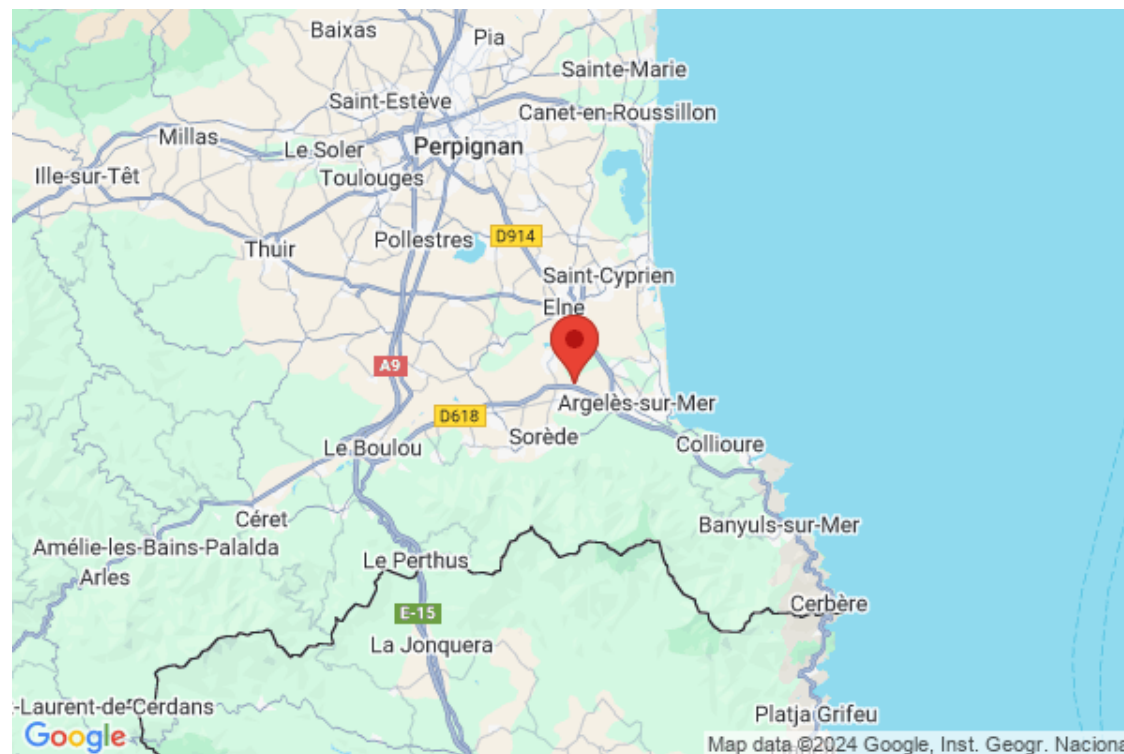 Baixas
Pia
Sainte-Marie
Saint-Estève
Canet-en-Roussillon
Millas
Le Soler
Perpignan
Ille-sur-Têt
Toulouges
D914
Pollestres
Thuir
Saint-Cyprien
Elne
A9
Argelès-sur-Mer
D618
Sorède
Collioure
Le Boulou
Céret
Banyuls-sur-Mer
Amélie-les-Bains-Palalda
Le Perthus
Arles
Cerbère
E-15
La Jonquera
-Laurent-de-Cerdans
Platja Grifeu
Google
Map data ©2024 Google, Inst. Geogr. Naciona